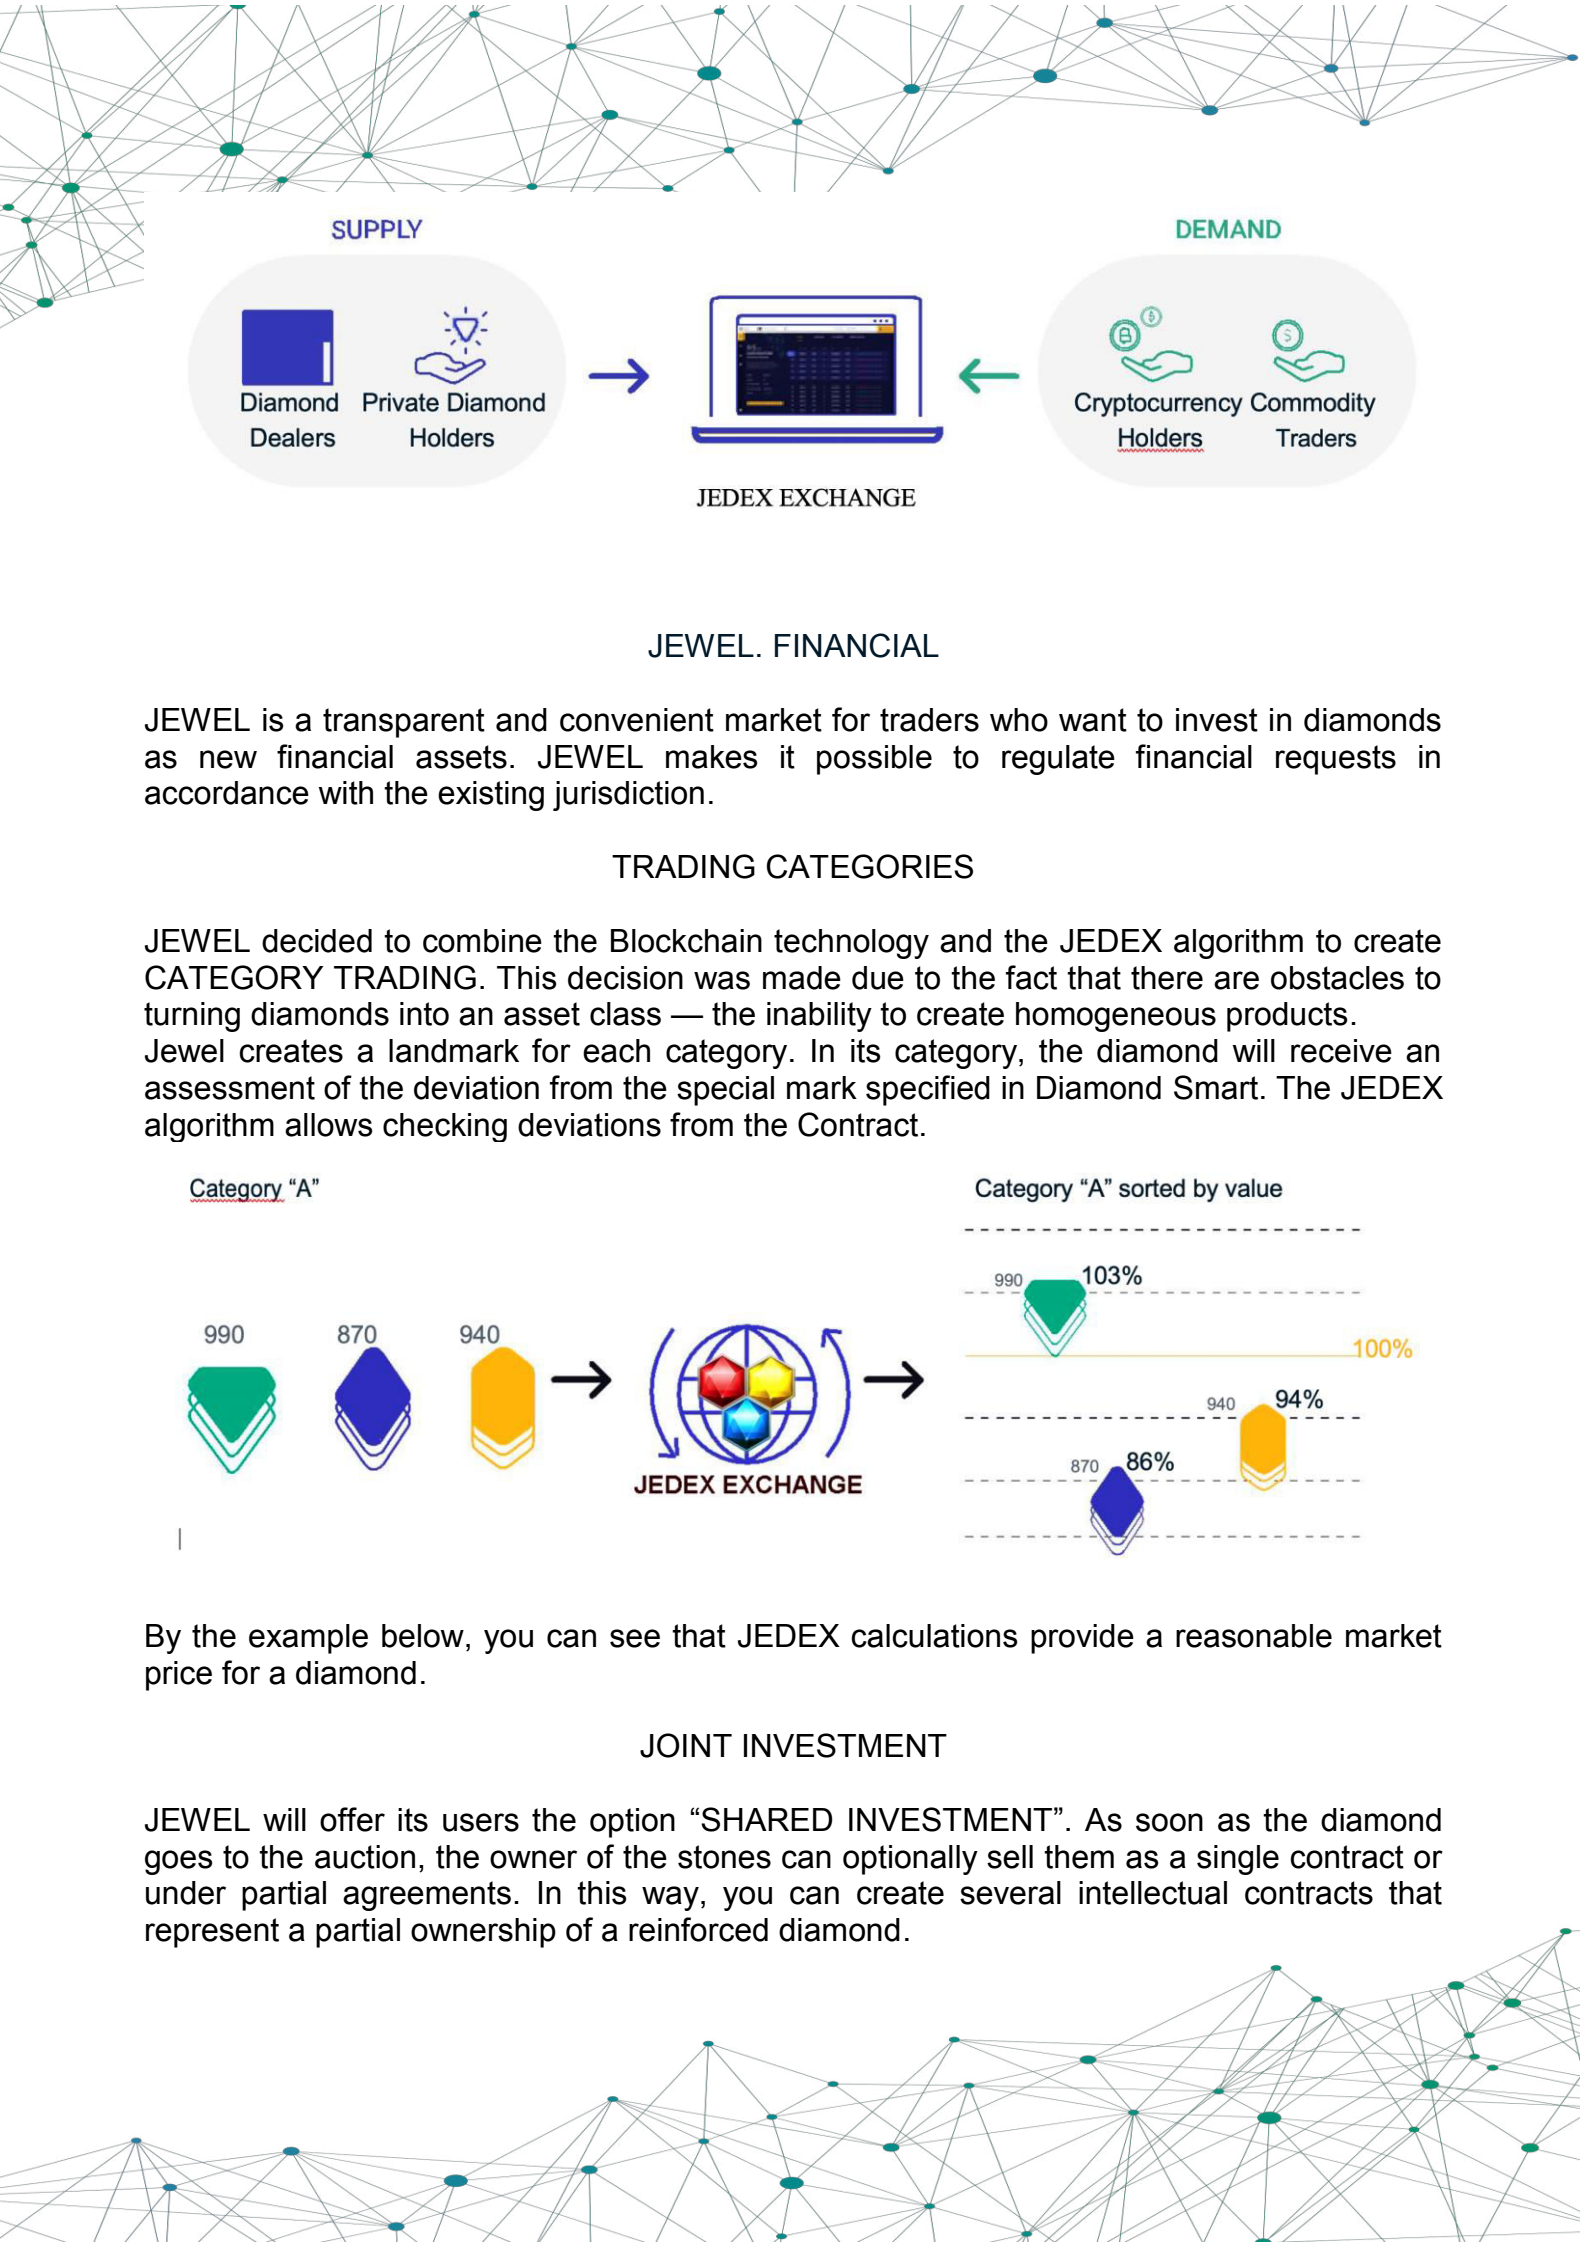 SUPPLY
DEMAND
Diamond Dealers
Private Diamond Holders
Cryptocurrency Holders
Commodity Traders
JEDEX EXCHANGE
JEWEL. FINANCIAL
JEWEL is a transparent and convenient market for traders who want to invest in diamonds
as new financial assets. JEWEL makes it possible to regulate financial requests in
accordance with the existing jurisdiction.
TRADING CATEGORIES
JEWEL decided to combine the Blockchain technology and the JEDEX algorithm to create
CATEGORY TRADING. This decision was made due to the fact that there are obstacles to
turning diamonds into an asset class — the inability to create homogeneous products.
Jewel creates a landmark for each category. In its category, the diamond will receive an
assessment of the deviation from the special mark specified in Diamond Smart. The JEDEX
algorithm allows checking deviations from the Contract.
Category “A”
990
870
940
JEDEX EXCHANGE
Category “A” sorted by value
990 103%
100%
940 94%
870 86%
By the example below, you can see that JEDEX calculations provide a reasonable market
price for a diamond.
JOINT INVESTMENT
JEWEL will offer its users the option “SHARED INVESTMENT”. As soon as the diamond
goes to the auction, the owner of the stones can optionally sell them as a single contract or
under partial agreements. In this way, you can create several intellectual contracts that
represent a partial ownership of a reinforced diamond.